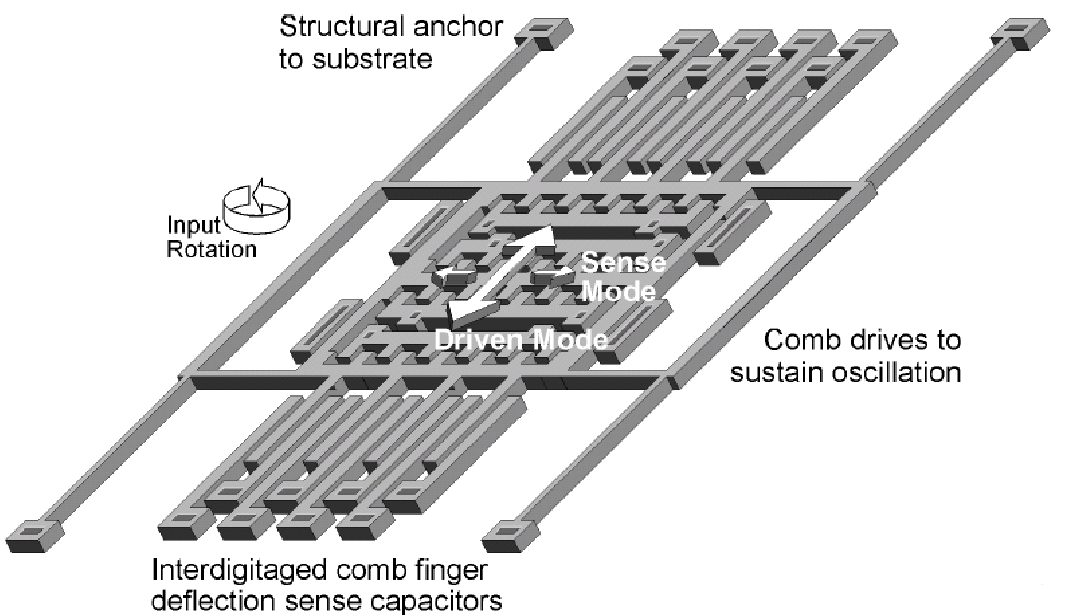 Structural anchor
to substrate
Input
Rotation
Sense
Mode
Driven Mode
Comb drives to
sustain oscillation
Interdigitaged comb finger
deflection sense capacitors